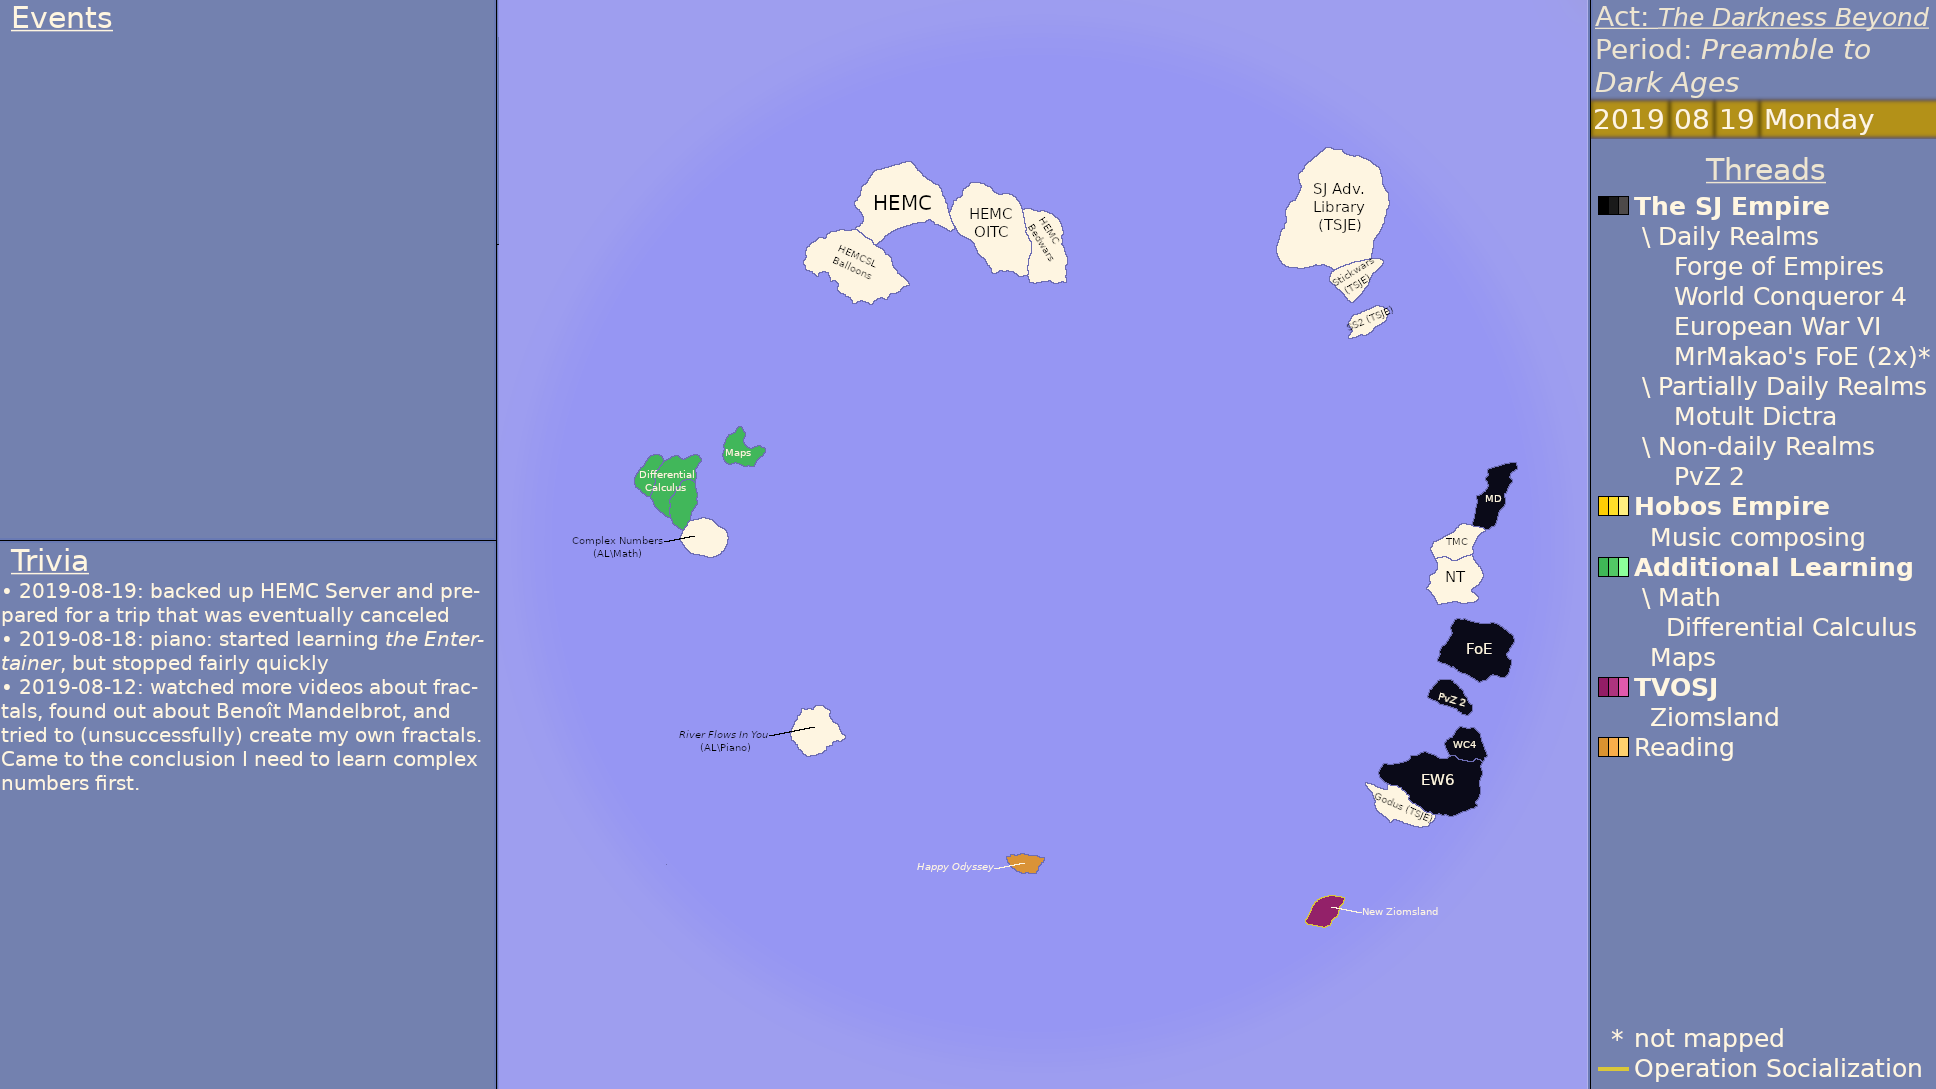 Events
Trivia
• 2019-08-19: backed up HEMC Server and pre-
pared for a trip that was eventually canceled
• 2019-08-18: piano: started learning the Enter-
tainer, but stopped fairly quickly
• 2019-08-12: watched more videos about frac-
tals, found out about Benoît Mandelbrot, and
tried to (unsuccessfully) create my own fractals.
Came to the conclusion I need to learn complex
numbers first.
HEMC
HEMC
OITC
HEMC
Bedwars
HEMCSL
Balloons
SJ Adv.
Library
(TSJE)
Stickwars
(TSJE)
SS2 (TSJE)
Maps
Differential
Calculus
Complex Numbers
(AL\Math)
MD
TMC
NT
FoE
PvZ 2
WC4
EW6
Godus (TSJE)
River Flows In You
(AL\Piano)
Happy Odyssey
New Ziomsland
Act: The Darkness Beyond
Period: Preamble to
Dark Ages
2019 08 19 Monday
Threads
The SJ Empire
\ Daily Realms
Forge of Empires
World Conqueror 4
European War VI
MrMakao's FoE (2x)*
\ Partially Daily Realms
Motult Dictra
\ Non-daily Realms
PvZ 2
Hobos Empire
Music composing
Additional Learning
\ Math
Differential Calculus
Maps
TVOSJ
Ziomsland
Reading
* not mapped
Operation Socialization